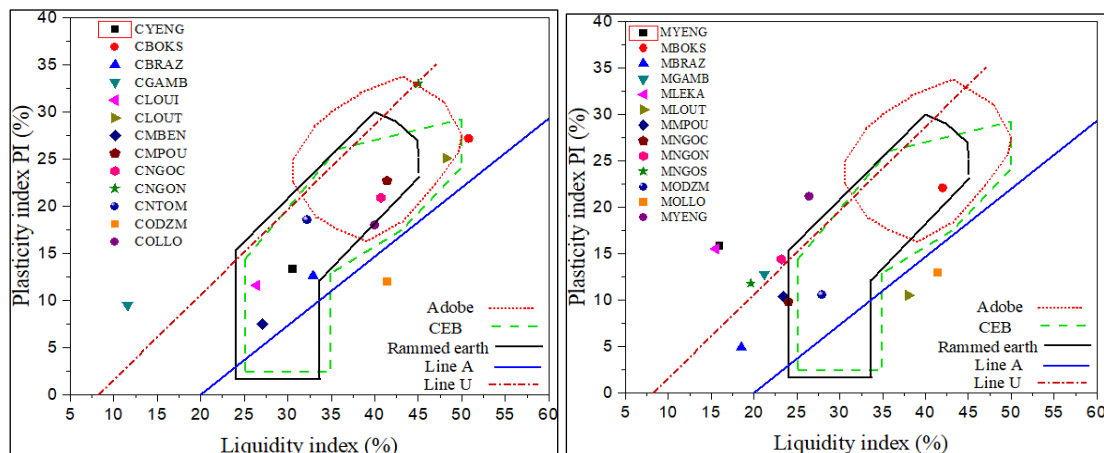 40
35
30
25
20
15
10
5
0
Plasticity index PI (%)
CYENG
CBOKS
CBRAZ
CGAMB
CLOUI
CLOUT
CMBEN
CMPOU
CNGOC
CNGON
CNTOM
CODZM
COLLO
Adobe
CEB
Rammed earth
Line A
Line U
5 10 15 20 25 30 35 40 45 50 55 60
Liquidity index (%)
40
35
30
25
20
15
10
5
0
Plasticity index PI (%)
MYENG
MBOKS
MBRAZ
MGAMB
MLEKA
MLOUT
MMPOU
MNGOC
MNGON
MNGOS
MODZM
MOLLO
MYENG
Adobe
CEB
Rammed earth
Line A
Line U
5 10 15 20 25 30 35 40 45 50 55 60
Liquidity index (%)